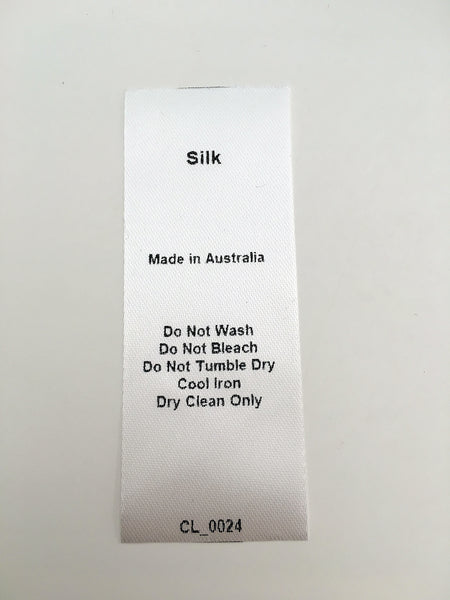 Silk
Made in Australia
Do Not Wash
Do Not Bleach
Do Not Tumble Dry
Cool Iron
Dry Clean Only
CL_0024